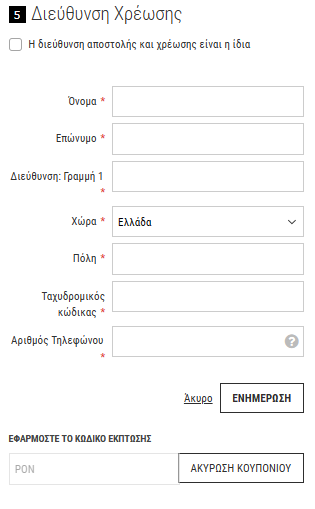 5 Διεύθυνση Χρέωσης
Η διεύθυνση αποστολής και χρέωσης είναι η ίδια
Όνομα *
Επώνυμο *
Διεύθυνση: Γραμμή 1
*
Χώρα * Ελλάδα
Πόλη *
Ταχυδρομικός
κώδικας *
Αριθμός Τηλεφώνου ?
*
Άκυρο ΕΝΗΜΕΡΩΣΗ
ΕΦΑΡΜΟΣΤΕ ΤΟ ΚΩΔΙΚΟ ΕΚΠΤΩΣΗΣ
PON ΑΚΥΡΩΣΗ ΚΟΥΠΟΝΙΟΥ